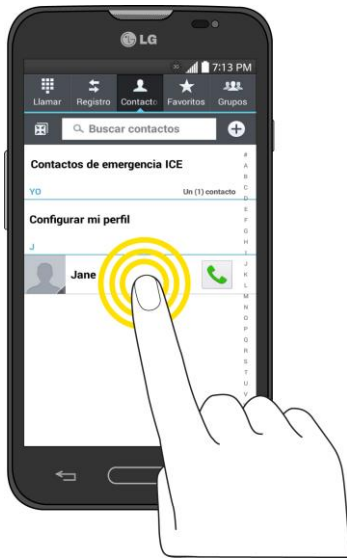 LG
7:13 PM
Llamar Registro Contacto Favoritos Grupos
Buscar contactos
Contactos de emergencia ICE
YO Un (1) contacto
Configurar mi perfil
J
Jane
#
A
B
C
D
E
F
G
H
I
J
K
L
M
N
O
P
Q
R
S
T
U
V